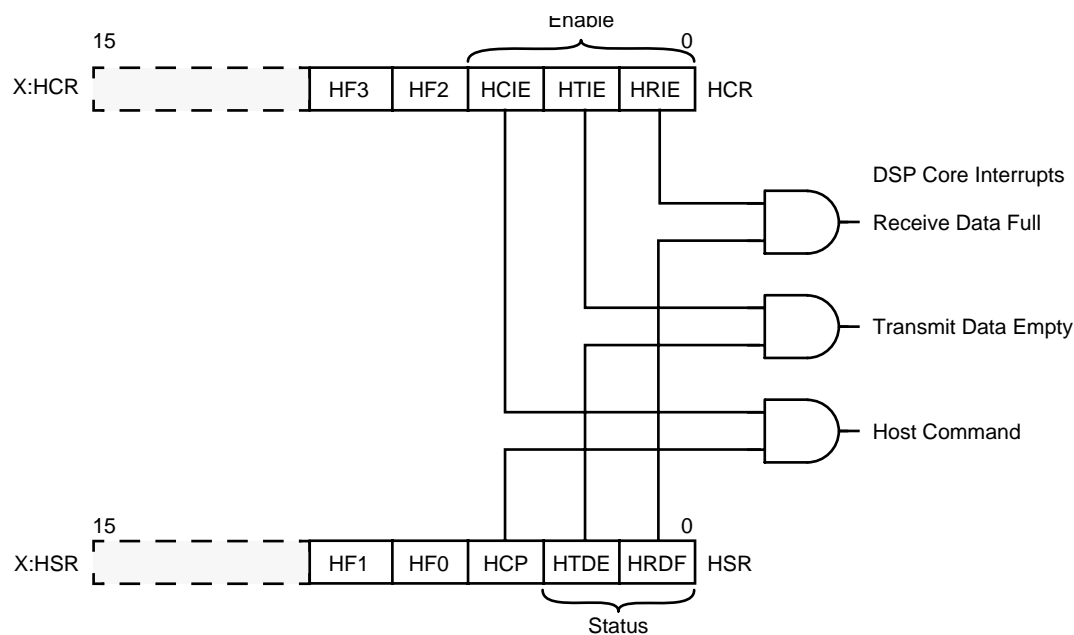 Enable
15 0
X:HCR HF3 HF2 HCIE HTIE HRIE HCR
DSP Core Interrupts
Receive Data Full
Transmit Data Empty
Host Command
15 0
X:HSR HF1 HF0 HCP HTDE HRDF HSR
Status